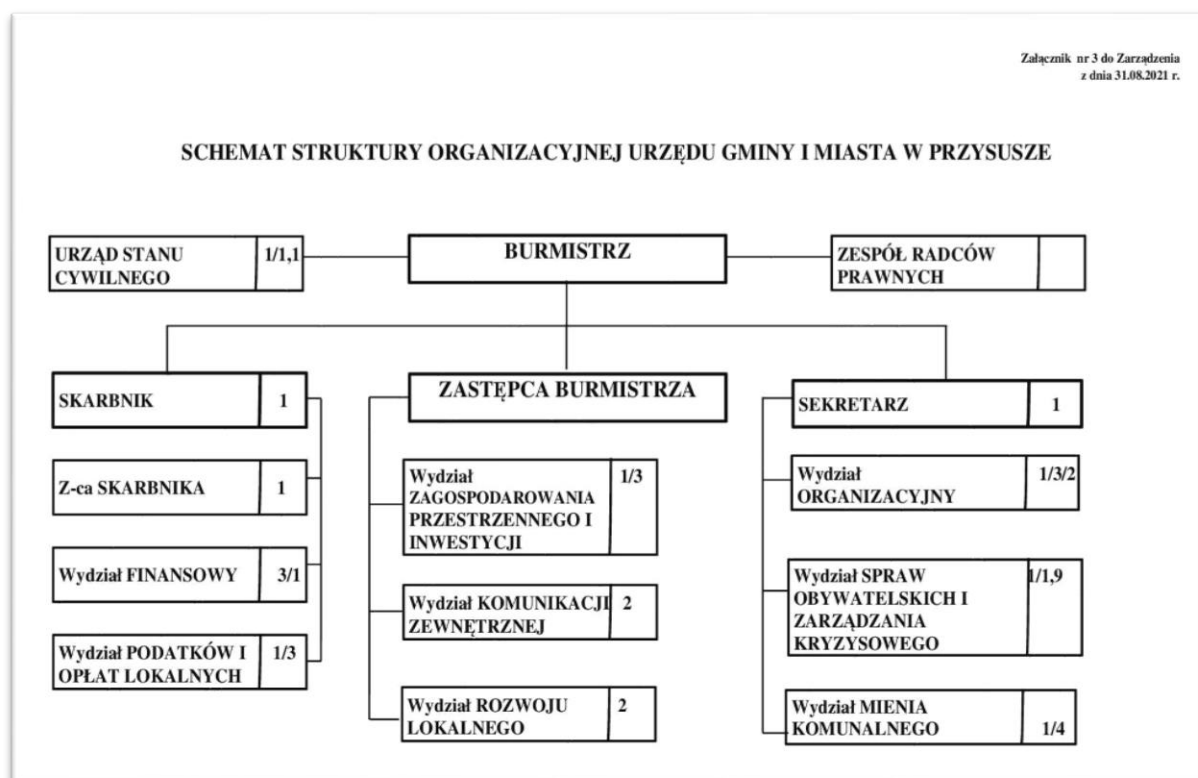 Załącznik nr 3 do Zarządzenia
z dnia 31.08.2021 r.
SCHEMAT STRUKTURY ORGANIZACYJNEJ URZĘDU GMINY I MIASTA W PRZYSUSZE
URZĄD STANU
CYWILNEGO
1/1,1
BURMISTRZ
ZESPÓŁ RADCÓW
PRAWNYCH
SKARBNIK
1
Z-ca SKARBNIKA
1
Wydział FINANSOWY
3/1
Wydział PODATKÓW I
OPŁAT LOKALNYCH
1/3
ZASTĘPCA BURMISTRZA
Wydział
ZAGOSPODAROWANIA
PRZESTRZENNEGO I
INWESTYCJI
1/3
Wydział KOMUNIKACJI
ZEWNĘTRZNEJ
2
Wydział ROZWOJU
LOKALNEGO
2
SEKRETARZ
1
Wydział
ORGANIZACYJNY
1/3/2
Wydział SPRAW
OBYWATELSKICH I
ZARZĄDZANIA
KRYZYSOWEGO
1/1,9
Wydział MIENIA
KOMUNALNEGO
1/4